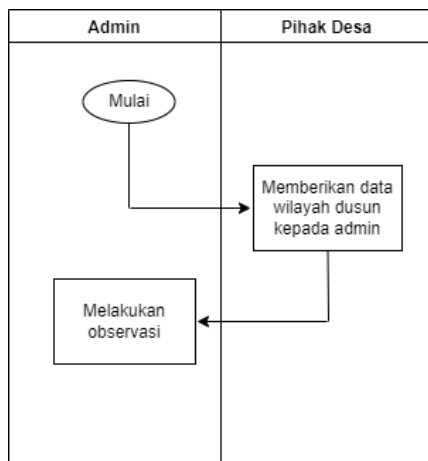 Admin
Pihak Desa
Mulai
Memberikan data
wilayah dusun
kepada admin
Melakukan
observasi